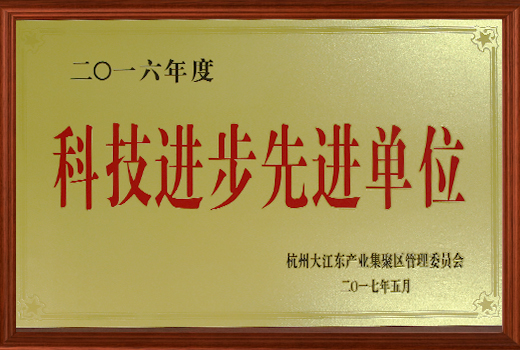 二〇一六年度
科技进步先进单位
杭州大江东产业集聚区管理委员会
二〇一七年五月